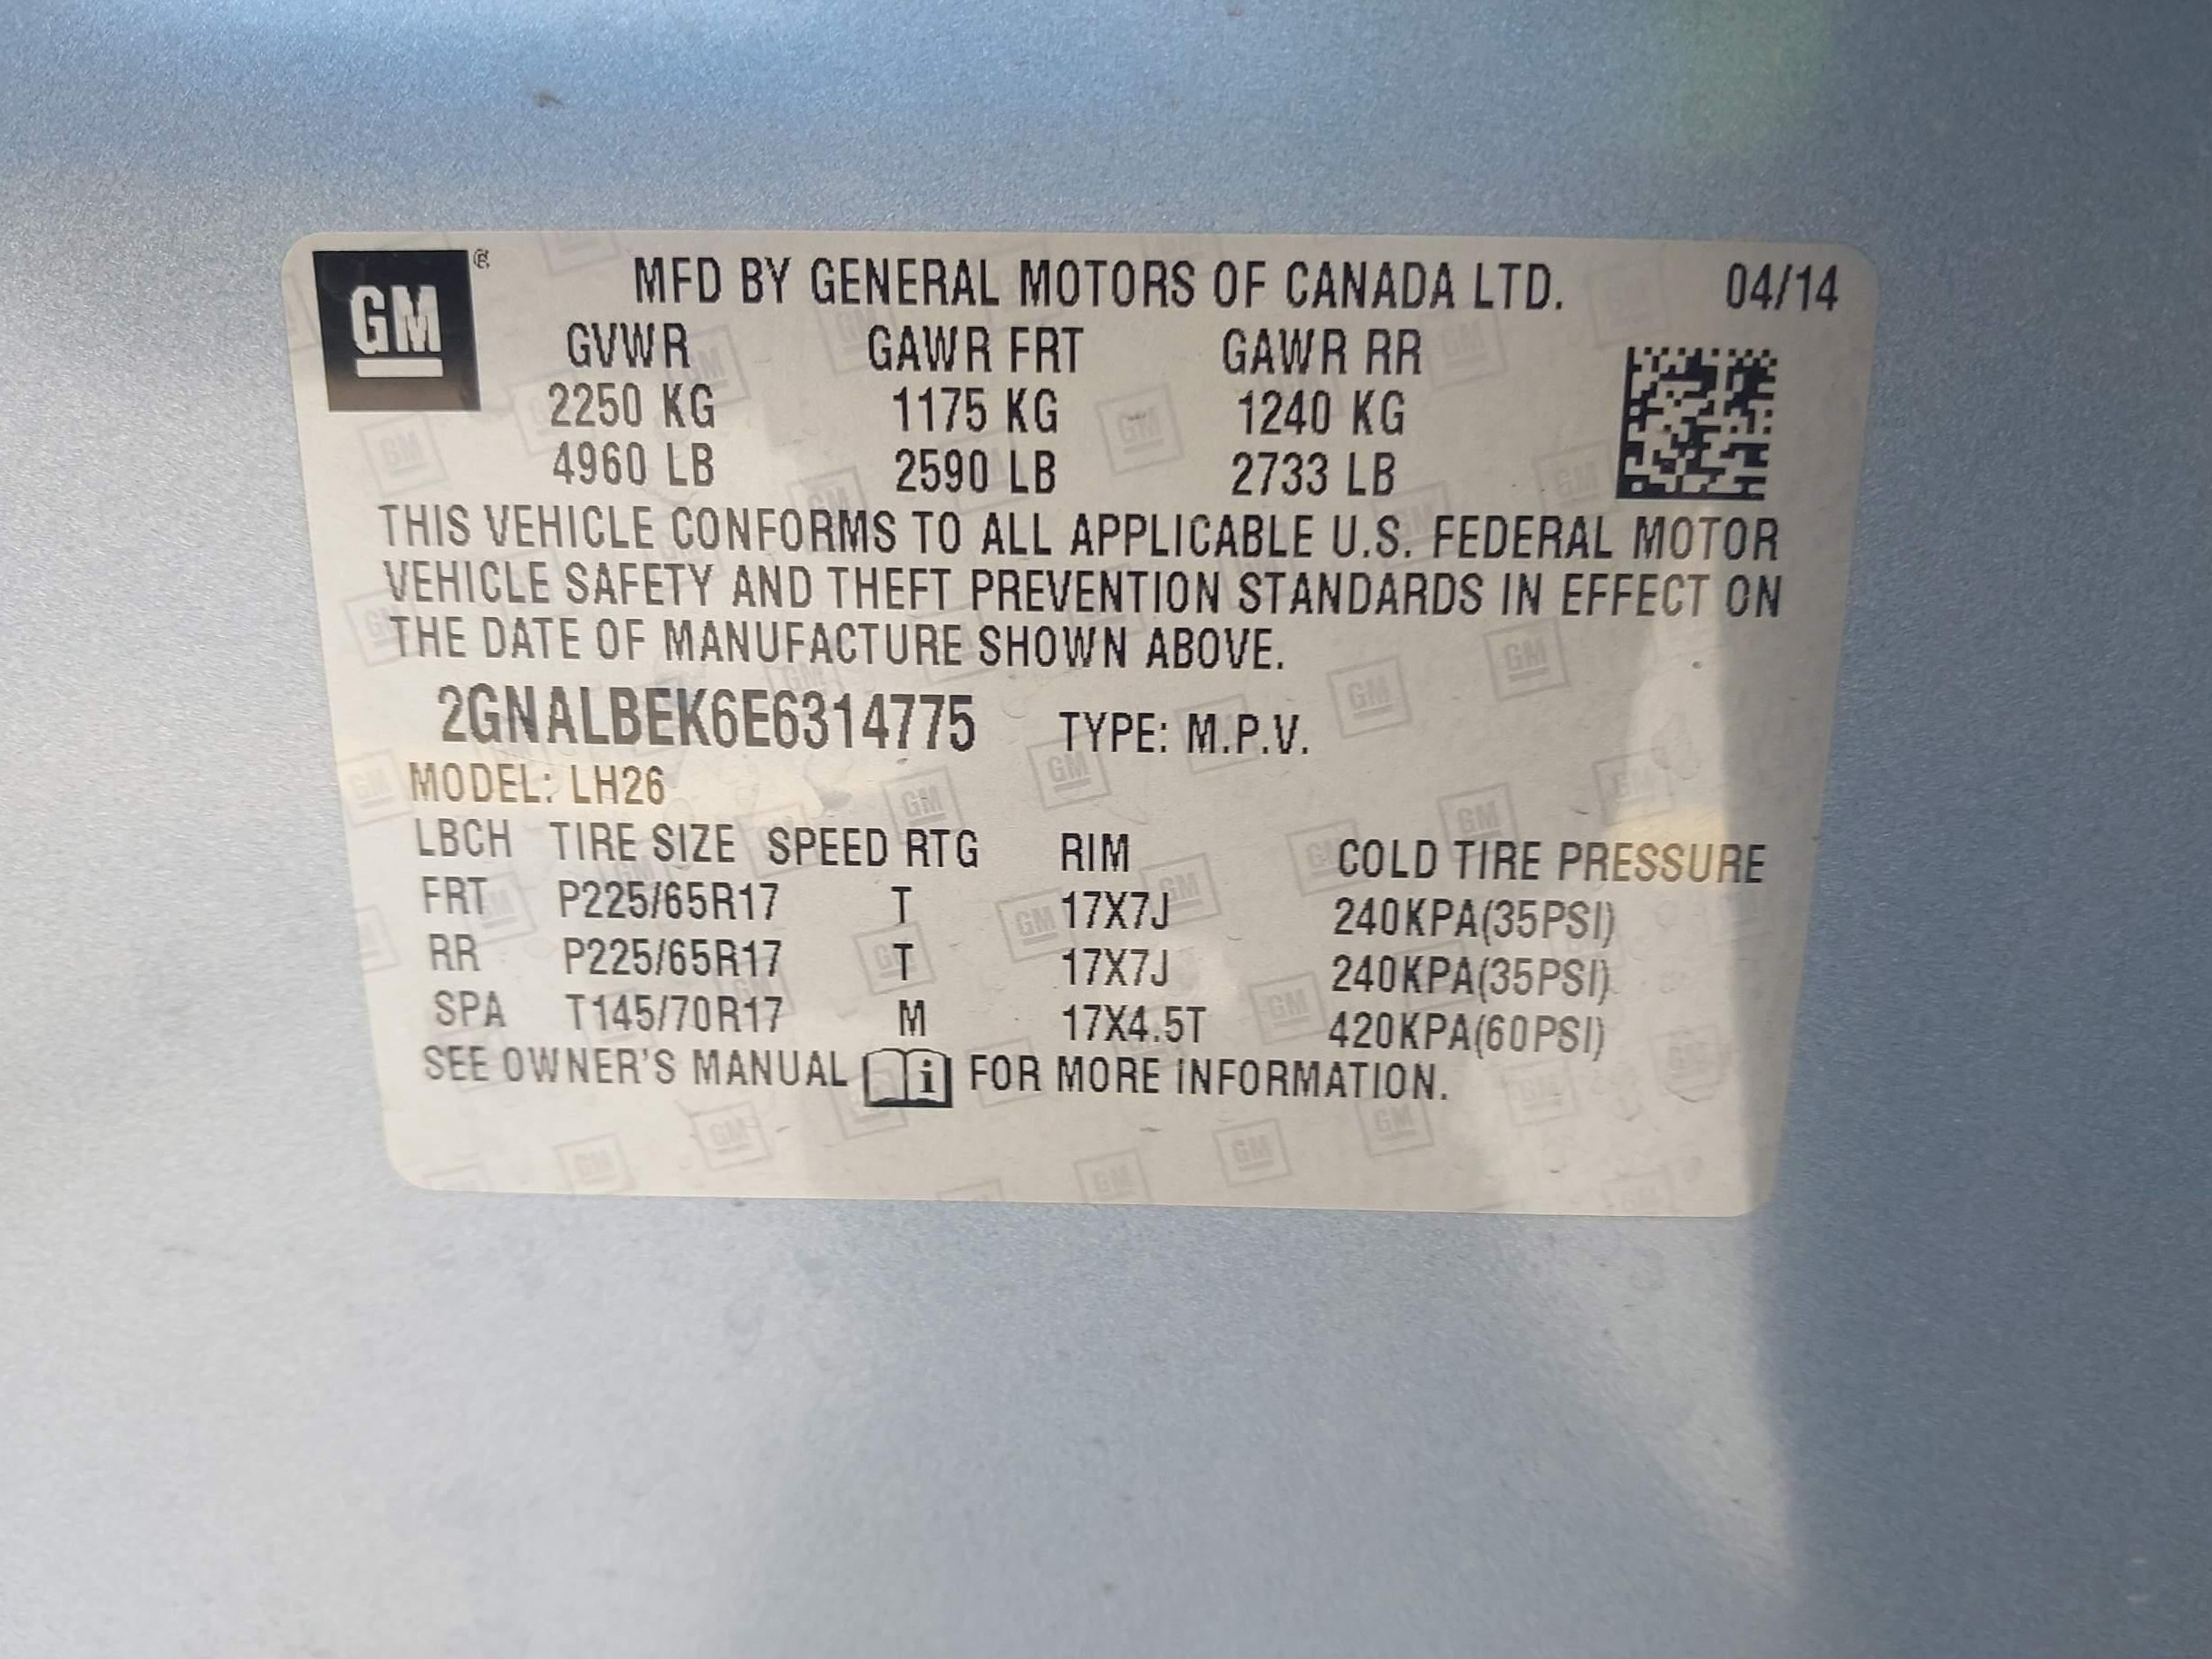 GM ® MFD BY GENERAL MOTORS OF CANADA LTD. 04/14
GVWR GAWR FRT GAWR RR
2250 KG 1175 KG 1240 KG
4960 LB 2590 LB 2733 LB
THIS VEHICLE CONFORMS TO ALL APPLICABLE U.S. FEDERAL MOTOR
VEHICLE SAFETY AND THEFT PREVENTION STANDARDS IN EFFECT ON
THE DATE OF MANUFACTURE SHOWN ABOVE.
2GNALBEK6E6314775 TYPE: M.P.V.
MODEL: LH26
LBCH TIRE SIZE SPEED RTG RIM COLD TIRE PRESSURE
FRT P225/65R17 T 17X7J 240KPA(35PSI)
RR P225/65R17 T 17X7J 240KPA(35PSI)
SPA T145/70R17 M 17X4.5T 420KPA(60PSI)
SEE OWNER'S MANUAL i FOR MORE INFORMATION.